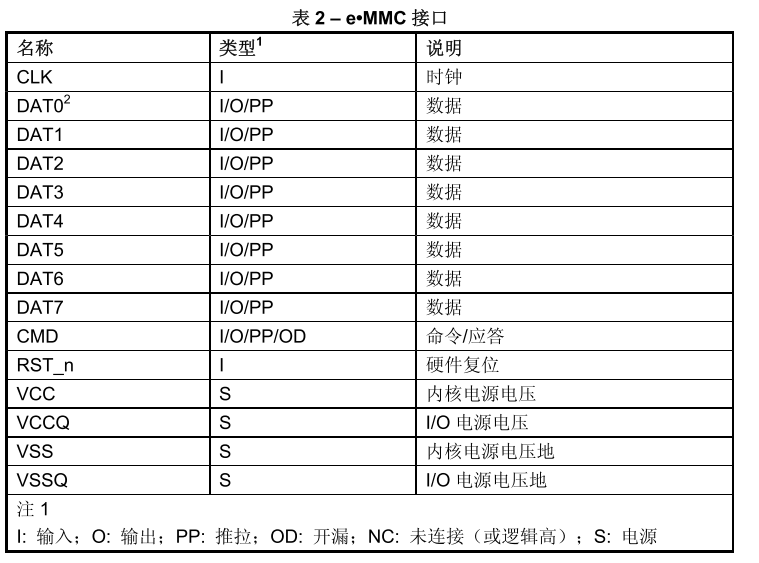 表 2 – e•MMC 接口
名称 类型1 说明
CLK I 时钟
DAT02 I/O/PP 数据
DAT1 I/O/PP 数据
DAT2 I/O/PP 数据
DAT3 I/O/PP 数据
DAT4 I/O/PP 数据
DAT5 I/O/PP 数据
DAT6 I/O/PP 数据
DAT7 I/O/PP 数据
CMD I/O/PP/OD 命令/应答
RST_n I 硬件复位
VCC S 内核电源电压
VCCQ S I/O 电源电压
VSS S 内核电源电压地
VSSQ S I/O 电源电压地
注 1
I: 输入；O: 输出；PP: 推拉；OD: 开漏；NC: 未连接（或逻辑高）；S: 电源